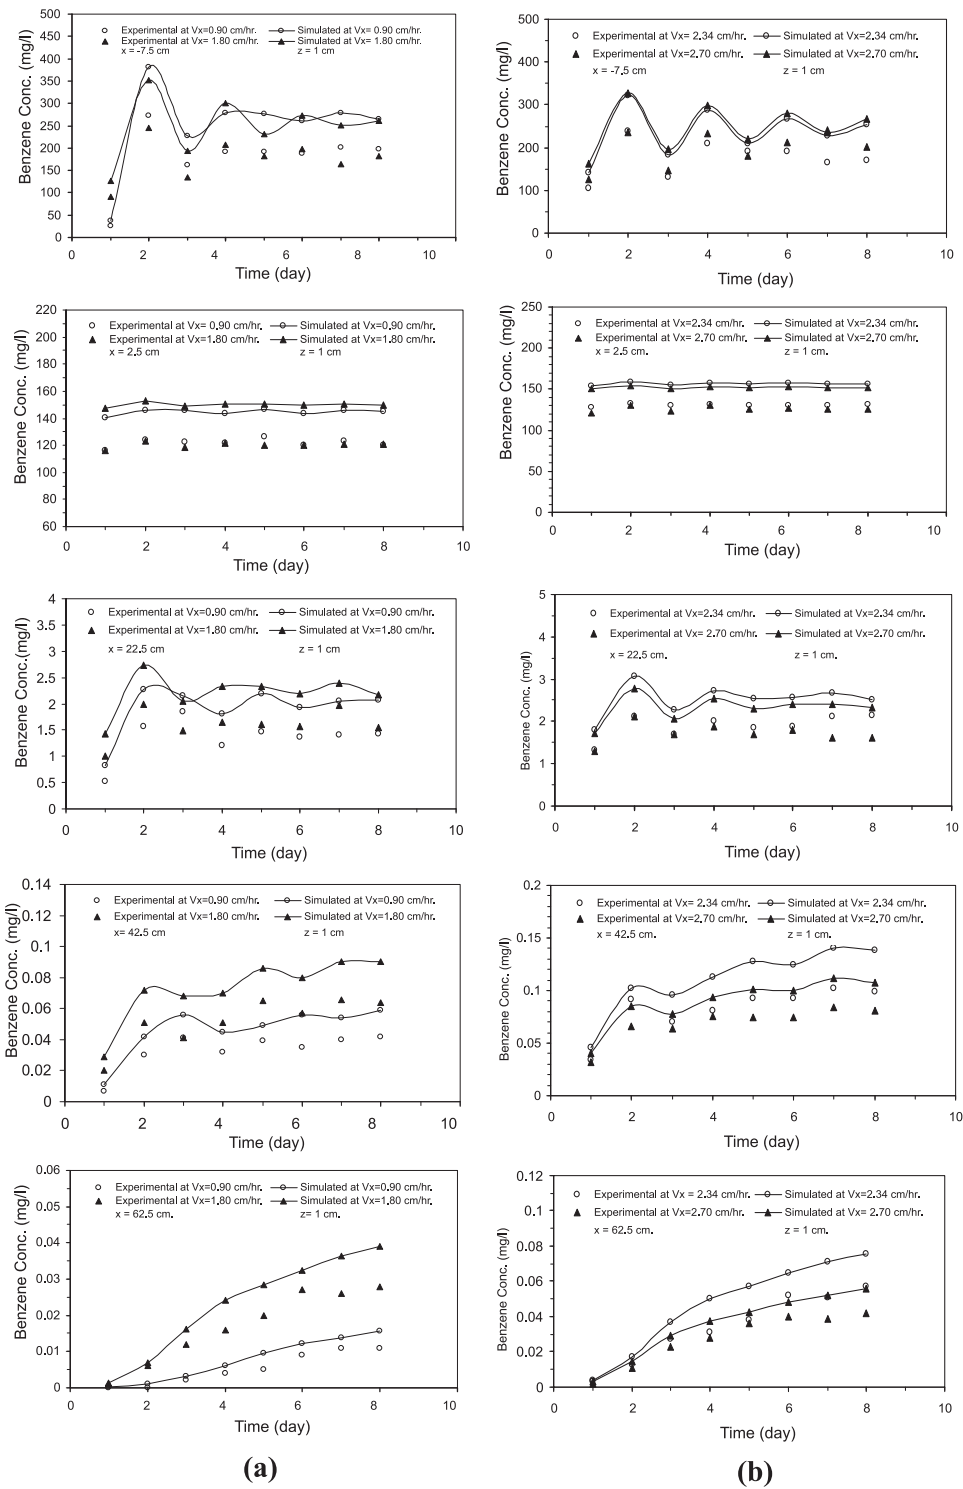 Experimental at Vx=0.90 cm/hr. Simulated at Vx=0.90 cm/hr.
Experimental at Vx= 1.80 cm/hr. Simulated at Vx= 1.80 cm/hr.
x = -7.5 cm z = 1 cm
Benzene Conc. (mg/l)
500
450
400
350
300
250
200
150
100
50
0
0 2 4 6 8 10
Time (day)
Experimental at Vx= 2.34 cm/hr. Simulated at Vx=2.34 cm/hr.
Experimental at Vx=2.70 cm/hr. Simulated at Vx=2.70 cm/hr.
x = -7.5 cm z = 1 cm
Benzene Conc. (mg/l)
500
400
300
200
100
0
0 2 4 6 8 10
Time (day)
Experimental at Vx= 0.90 cm/hr. Simulated at Vx=0.90 cm/hr.
Experimental at Vx=1.80 cm/hr. Simulated at Vx=1.80 cm/hr.
x = 2.5 cm z = 1 cm
Benzene Conc. (mg/l)
220
200
180
160
140
120
100
80
60
0 2 4 6 8 10
Time (day)
Experimental at Vx=2.34 cm/hr. Simulated at Vx=2.34 cm/hr.
Experimental at Vx= 2.70 cm/hr. Simulated at Vx=2.70 cm/hr.
x = 2.5 cm. z = 1 cm.
Benzene Conc. (mg/l)
250
200
150
100
50
0
0 2 4 6 8 10
Time (day)
Experimental at Vx=0.90 cm/hr. Simulated at Vx=0.90 cm/hr.
Experimental at Vx=1.80 cm/hr. Simulated at Vx=1.80 cm/hr.
x = 22.5 cm z = 1 cm
Benzene Conc.(mg/l)
4
3.5
3
2.5
2
1.5
1
0.5
0
0 2 4 6 8 10
Time (day)
Experimental at Vx=2.34 cm/hr. Simulated at Vx=2.34 cm/hr.
Experimental at Vx= 2.70 cm/hr. Simulated at Vx=2.70 cm/hr.
x = 22.5 cm. z = 1 cm.
Benzene Conc. (mg/l)
5
4
3
2
1
0
0 2 4 6 8 10
Time (day)
Experimental at Vx=0.90 cm/hr. Simulated at Vx=0.90 cm/hr.
Experimental at Vx=1.80 cm/hr. Simulated at Vx=1.80 cm/hr.
x= 42.5 cm z = 1 cm
Benzene Conc. (mg/l)
0.14
0.12
0.1
0.08
0.06
0.04
0.02
0
0 2 4 6 8 10
Time (day)
Experimental at Vx= 2.34 cm/hr. Simulated at Vx= 2.34 cm/hr.
Experimental at Vx=2.70 cm/hr. Simulated at Vx=2.70 cm/hr.
x = 42.5 cm. z = 1 cm.
Benzene Conc. (mg/l)
0.2
0.15
0.1
0.05
0
0 2 4 6 8 10
Time (day)
Experimental at Vx=0.90 cm/hr. Simulated at Vx=0.90 cm/hr.
Experimental at Vx=1.80 cm/hr. Simulated at Vx=1.80 cm/hr.
x = 62.5 cm. z= 1 cm.
Benzene Conc. (mg/l)
0.06
0.05
0.04
0.03
0.02
0.01
0
0 2 4 6 8 10
Time (day)
Experimental at Vx = 2.34 cm/hr. Simulated at Vx=2.34 cm/hr.
Experimental at Vx=2.70 cm/hr. Simulated at Vx= 2.70 cm/hr.
x = 62.5 cm z = 1 cm
Benzene Conc. (mg/l)
0.12
0.1
0.08
0.06
0.04
0.02
0
0 2 4 6 8 10
Time (day)
(a) (b)